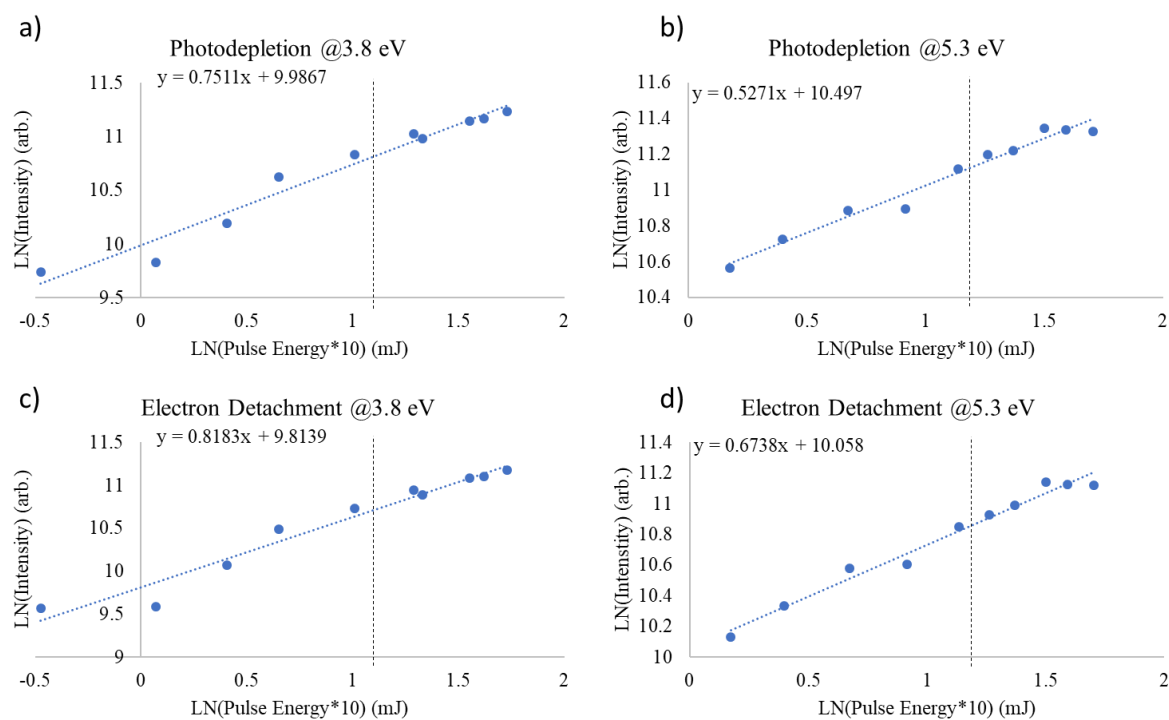 a)
Photodepletion @3.8 eV
y = 0.7511x + 9.9867
LN(Intensity) (arb.)
11.5
11
10.5
10
9.5
-0.5
0
0.5
1
1.5
2
LN(Pulse Energy*10) (mJ)
b)
Photodepletion @5.3 eV
y = 0.5271x + 10.497
LN(Intensity) (arb.)
11.6
11.4
11.2
11
10.8
10.6
10.4
0
0.5
1
1.5
2
LN(Pulse Energy*10) (mJ)
c)
Electron Detachment @3.8 eV
y = 0.8183x + 9.8139
LN(Intensity) (arb.)
11.5
11
10.5
10
9.5
9
-0.5
0
0.5
1
1.5
2
LN(Pulse Energy*10) (mJ)
d)
Electron Detachment @5.3 eV
y = 0.6738x + 10.058
LN(Intenstity) (arb.)
11.4
11.2
11
10.8
10.6
10.4
10.2
10
0
0.5
1
1.5
2
LN(Pulse Energy*10) (mJ)